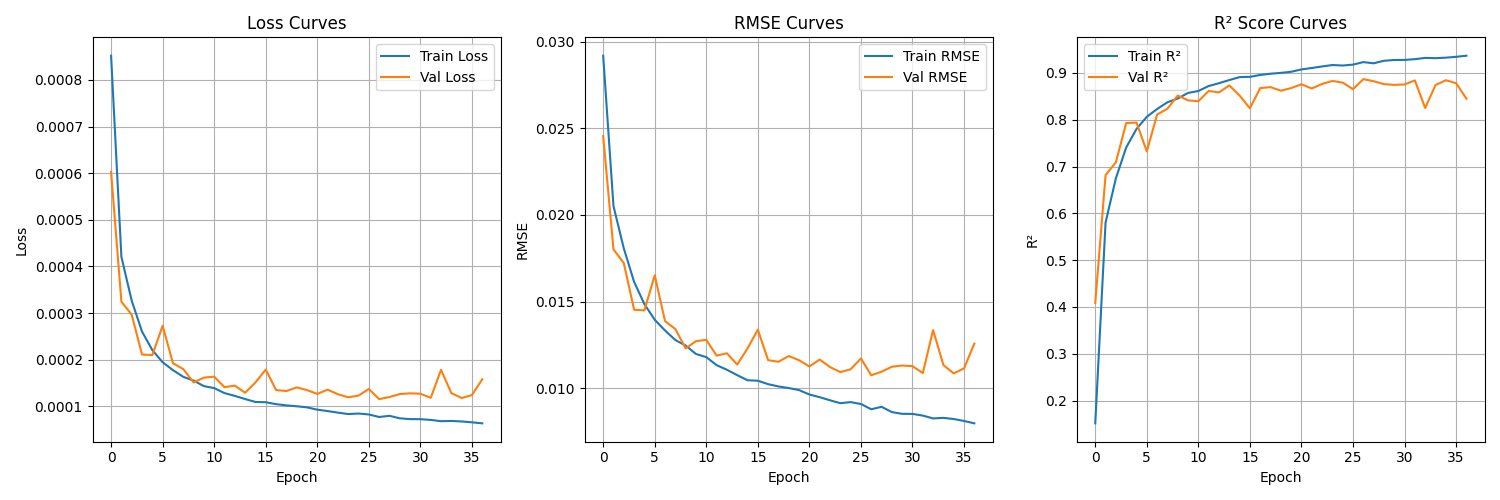 Loss Curves
Train Loss
Val Loss
0.0008
0.0007
0.0006
0.0005
0.0004
0.0003
0.0002
0.0001
Loss
0 5 10 15 20 25 30 35
Epoch
RMSE Curves
Train RMSE
Val RMSE
0.030
0.025
0.020
0.015
0.010
RMSE
0 5 10 15 20 25 30 35
Epoch
R² Score Curves
Train R²
Val R²
0.9
0.8
0.7
0.6
0.5
0.4
0.3
0.2
R²
0 5 10 15 20 25 30 35
Epoch